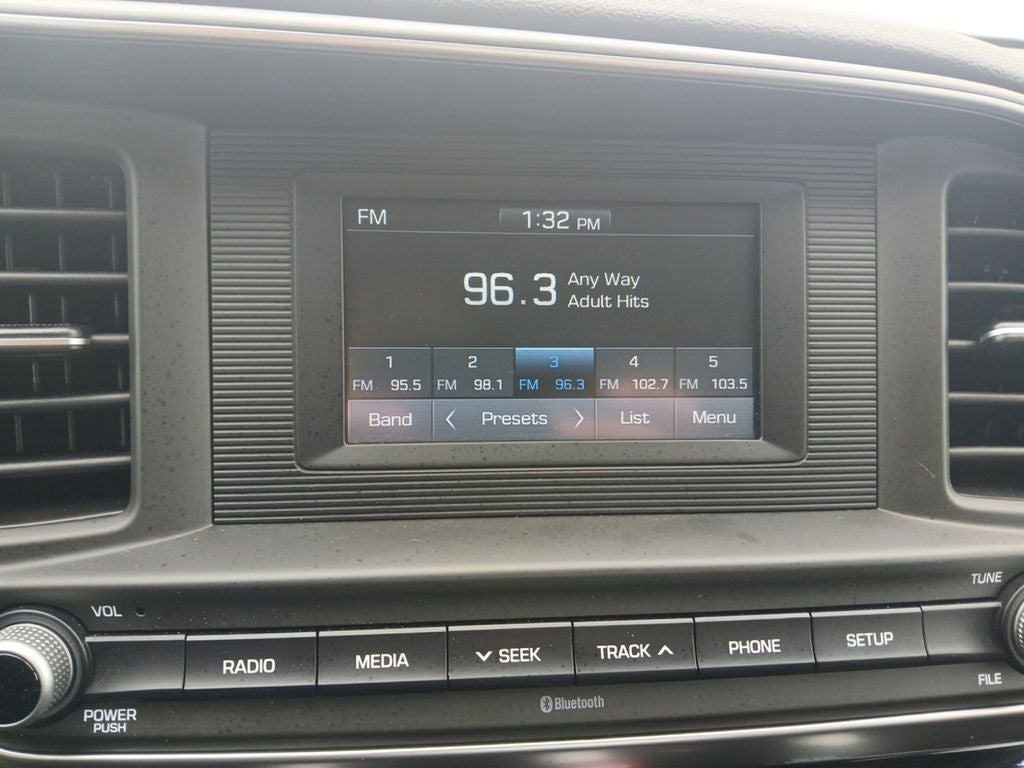 FM 1:32 PM
96.3 Any Way
Adult Hits
1 2 3 4 5
FM 95.5 FM 98.1 FM 96.3 FM 102.7 FM 103.5
Band < Presets > List Menu
VOL TUNE
RADIO MEDIA SEEK TRACK PHONE SETUP
POWER
PUSH
Bluetooth
FILE